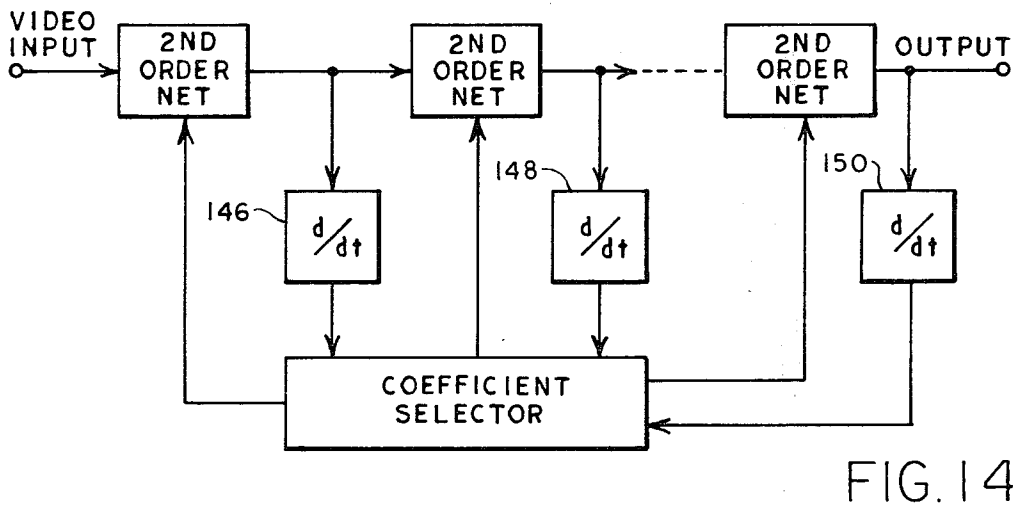 VIDEO
INPUT
2ND
ORDER
NET
2ND
ORDER
NET
2ND
ORDER
NET
OUTPUT
146
d/dt
148
d/dt
150
d/dt
COEFFICIENT
SELECTOR
FIG. 14